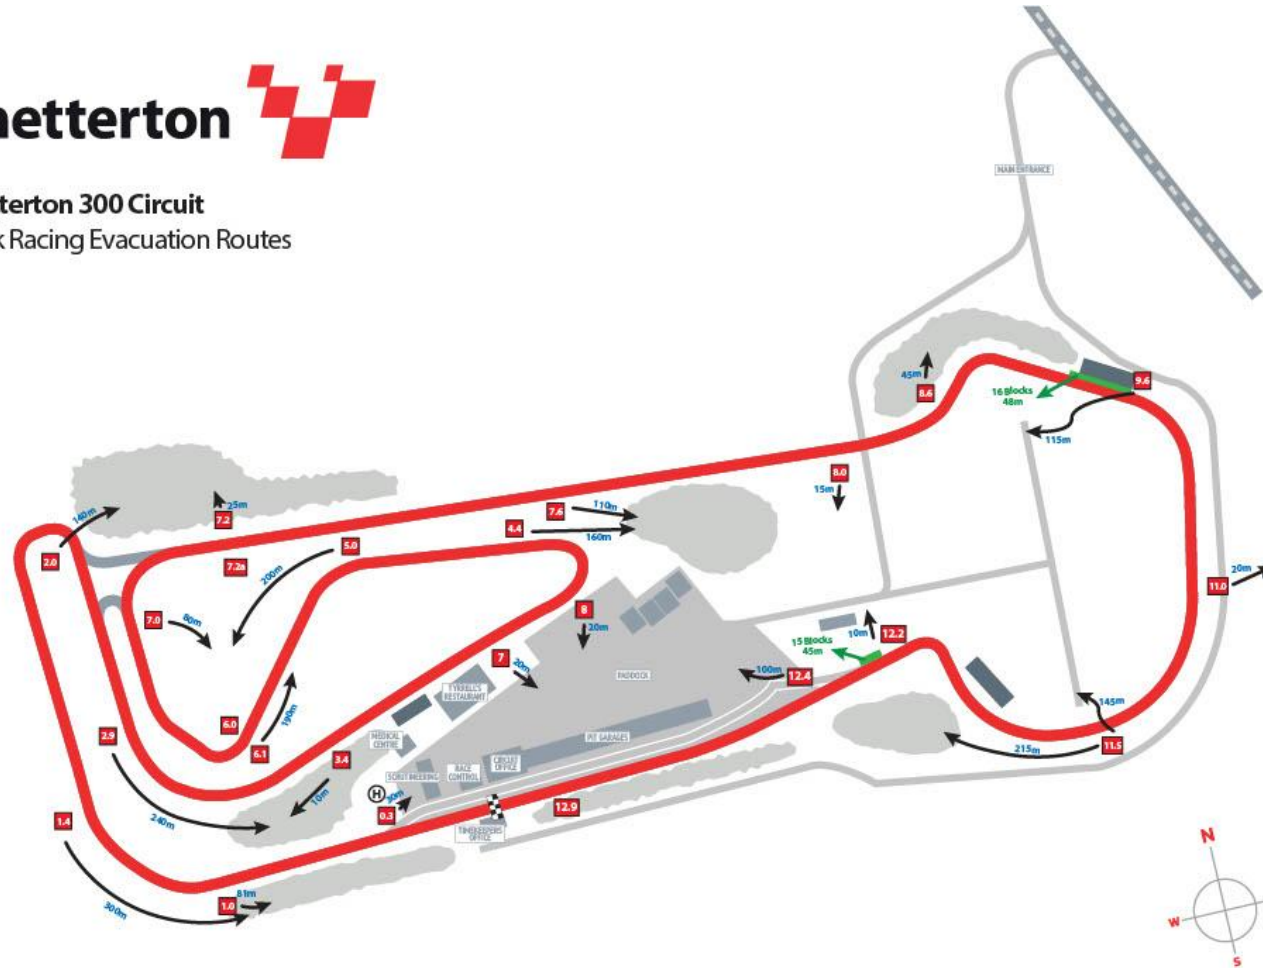 netterton
terton 300 Circuit
k Racing Evacuation Routes
MAIN ENTRANCE
45m
8.6
16 Blocks
48m
9.6
115m
8.0
15m
7.6
110m
4.4
160m
140m
25m
7.2
2.0
7.2a
5.0
200m
7.0
80m
11.0
20m
8
20m
12.2
10m
15 Blocks
45m
7
20m
100m
12.4
PADDOCK
TYRRELL'S
RESTAURANT
145m
11.5
215m
6.0
190m
6.1
2.9
240m
MEDICAL
CENTRE
PIT GARAGES
3.4
10m
SCRUTINEERING
RACE
CONTROL
CIRCUIT
OFFICE
H
30m
0.3
12.9
TIMEKEEPERS
OFFICE
1.4
300m
1.0
81m
N
W
S